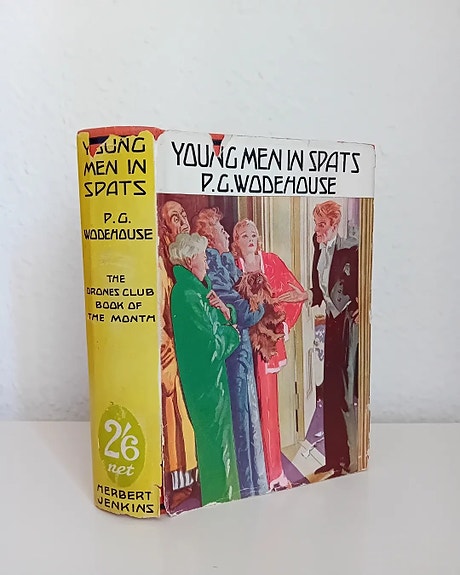 YOUNG
MEN IN
SPATS
P.G.
WODEHOUSE
THE
DRONES CLUB
BOOK OF
THE MONTH
2/6
net
HERBERT
JENKINS
YOUNG MEN IN SPATS
P.G.WODEHOUSE